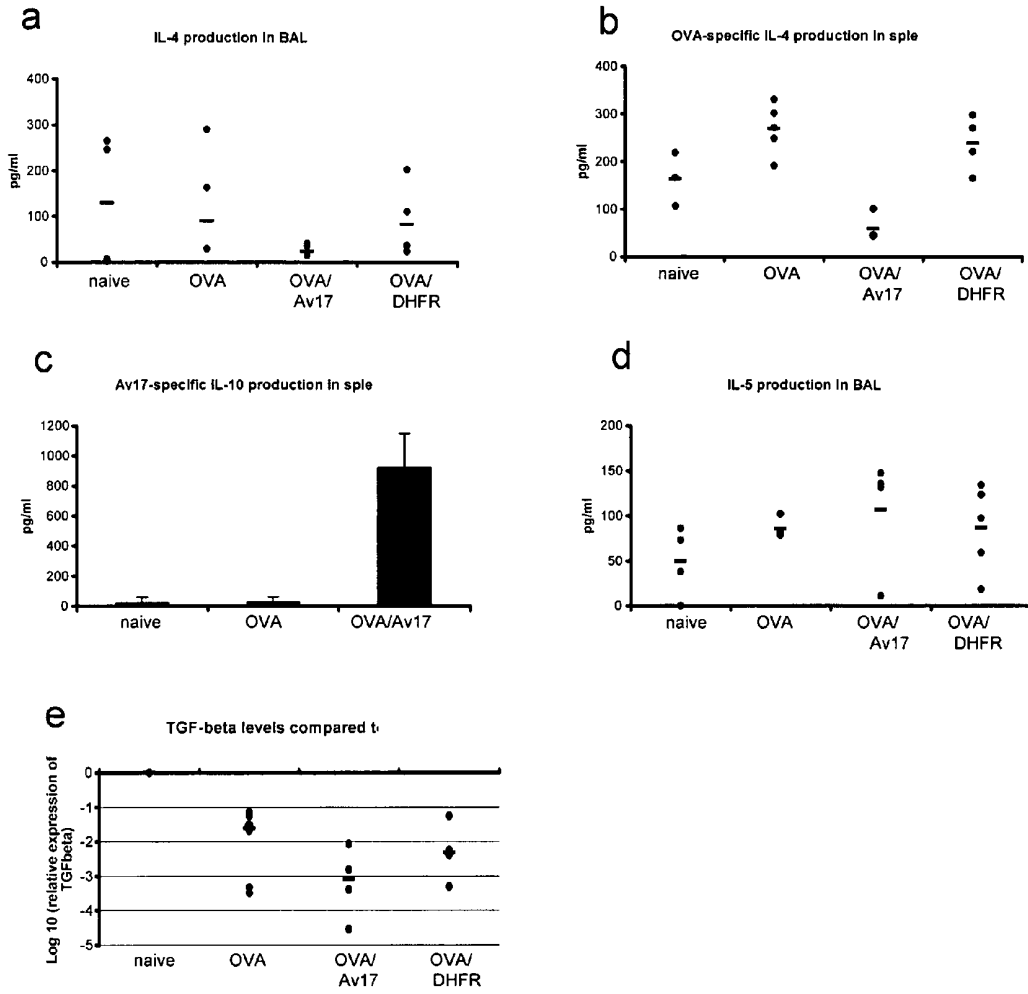 a
IL-4 production in BAL
400
300
200
100
0
pg/ml
naive
OVA
OVA/
Av17
OVA/
DHFR
b
OVA-specific IL-4 production in sple
400
300
200
100
0
pg/ml
naive
OVA
OVA/
Av17
OVA/
DHFR
c
Av17-specific IL-10 production in sple
1200
1000
800
600
400
200
0
pg/ml
naive
OVA
OVA/Av17
d
IL-5 production in BAL
200
150
100
50
0
pg/ml
naive
OVA
OVA/
Av17
OVA/
DHFR
e
TGF-beta levels compared t
Log 10 (relative expression of
TGFbeta)
0
-1
-2
-3
-4
-5
naive
OVA
OVA/
Av17
OVA/
DHFR